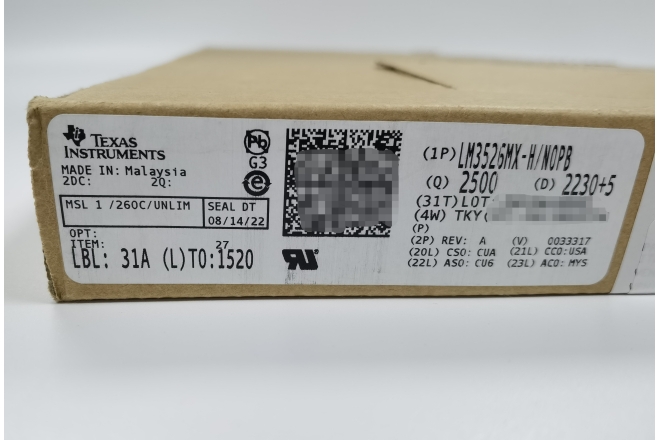 TEXAS
INSTRUMENTS
MADE IN: Malaysia
2DC: 2Q:
MSL 1 /260C/UNLIM
SEAL DT
08/14/22
OPT:
ITEM: 27
LBL: 31A (L)TO:1520
Pb
G3
e
(1P)LM3526MX-H/NOPB
(Q) 2500 (D) 2230+5
(31T)LOT
(4W) TKY(
(P)
(2P) REV: A (V) 0033317
(20L) CSO: CUA (21L) CCO:USA
(22L) ASO: CU6 (23L) ACO: MYS